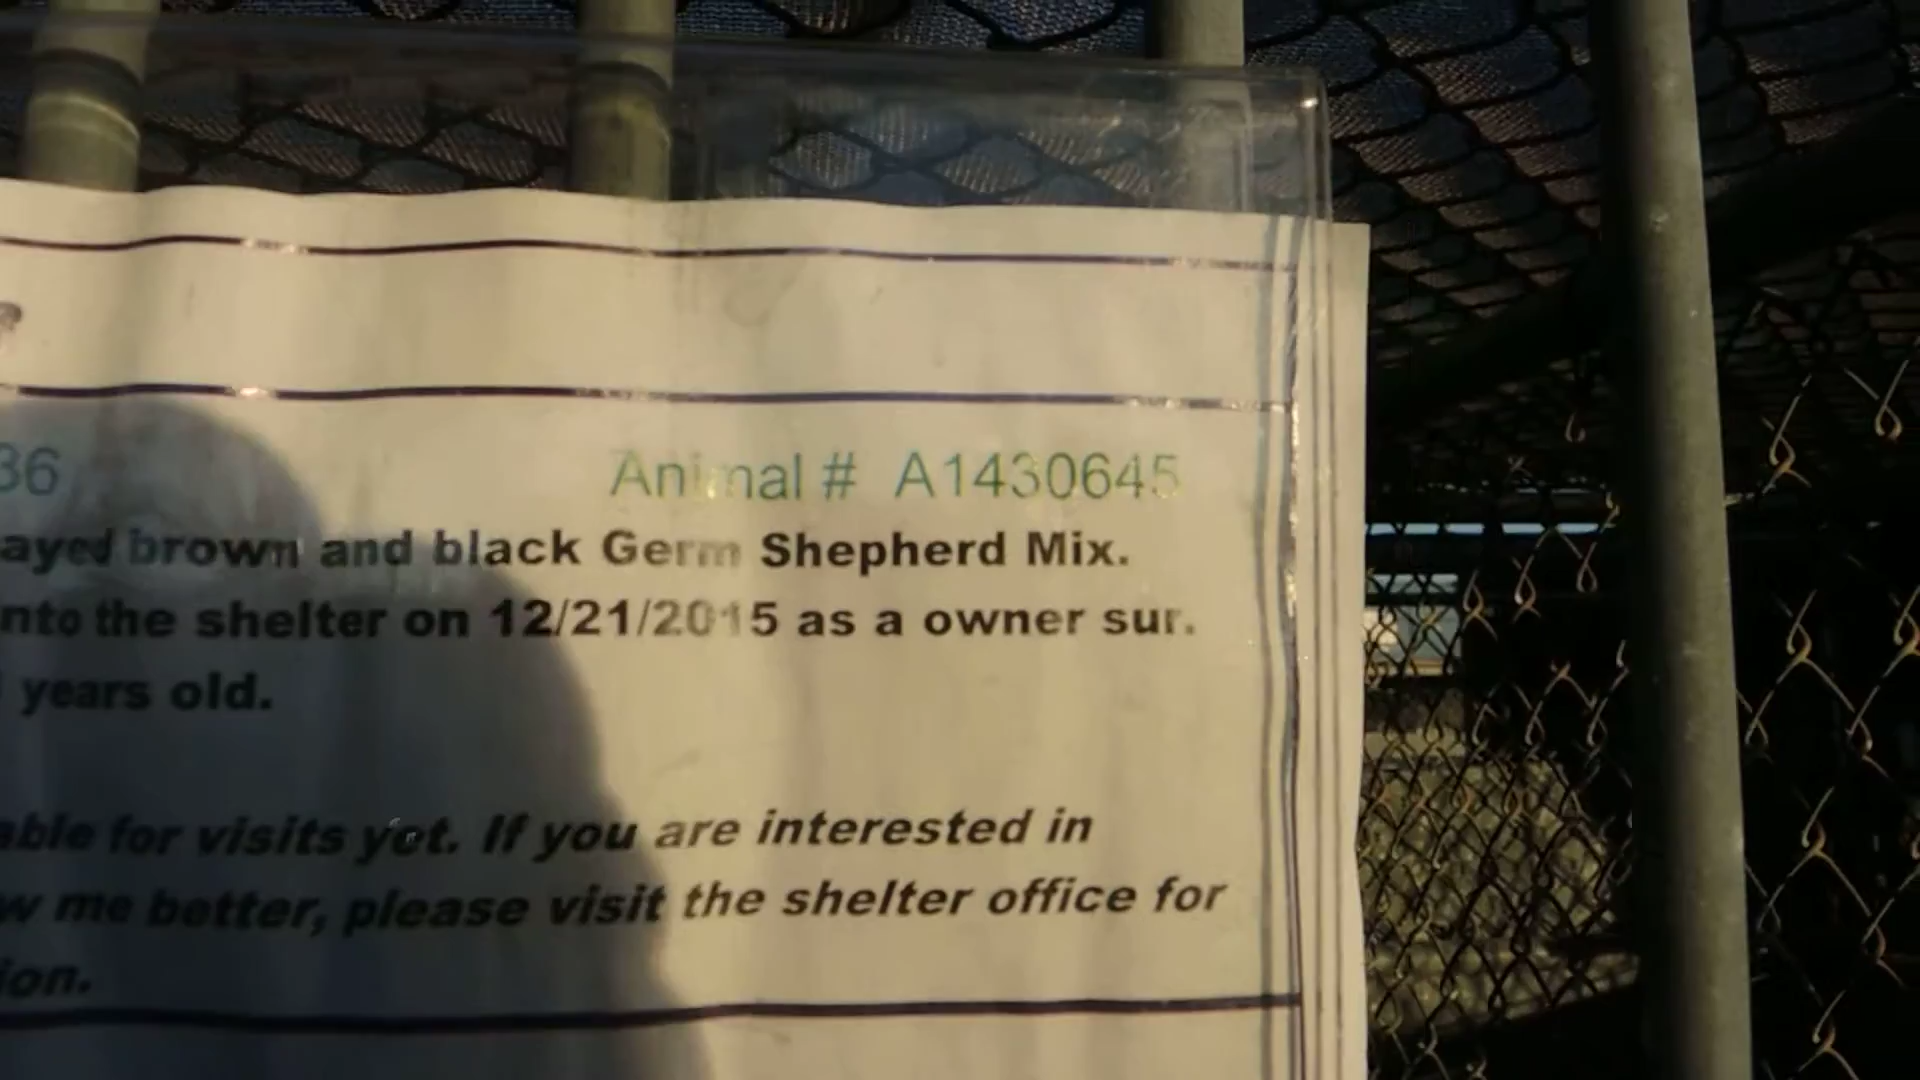 36 Animal # A1430645
ayed brown and black Germ Shepherd Mix.
nto the shelter on 12/21/2015 as a owner sur.
years old.
able for visits yet. If you are interested in
w me better, please visit the shelter office for
ion.